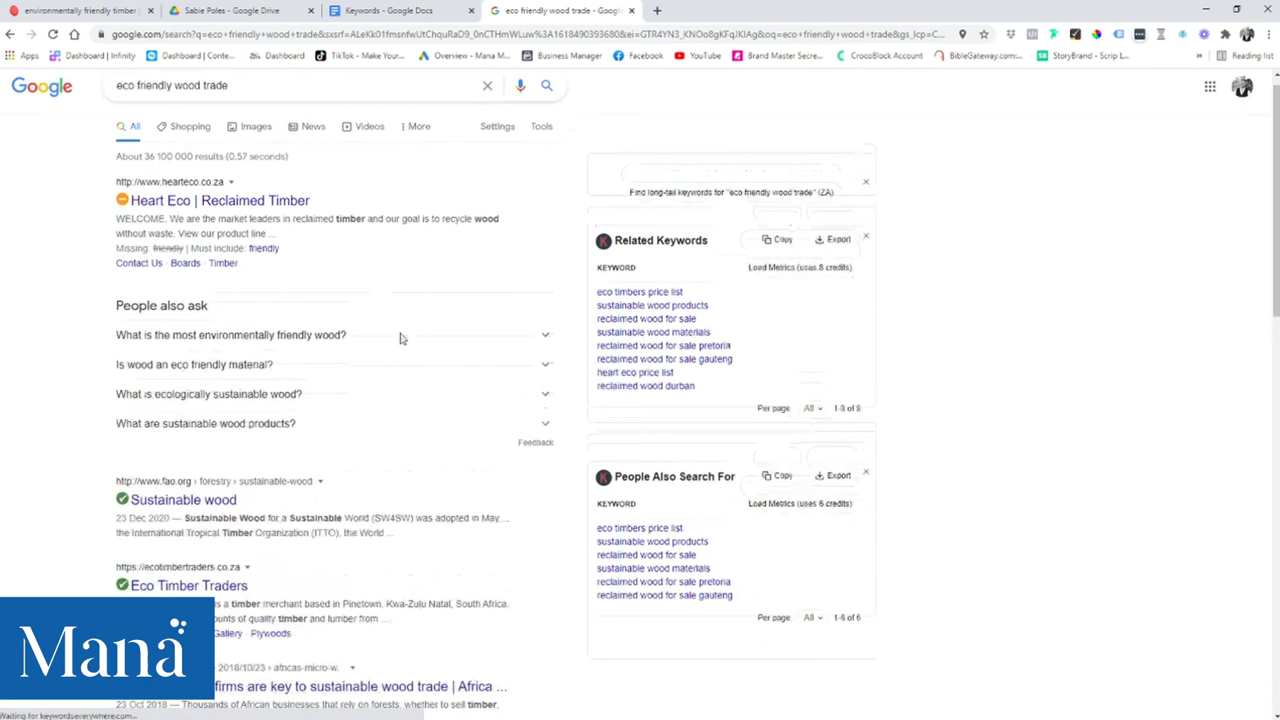 environmentally friendly timber
Sabie Poles - Google Drive
Keywords - Google Docs
eco friendly wood trade - Googl
google.com/search?q=eco+friendly+wood+trade&sxsrf=
Apps
Dashboard | Infinity
Dashboard | Conte...
Dashboard
TikTok - Make Your...
Overview - Mana M...
Business Manager
Facebook
YouTube
Brand Master Secre...
CrocoBlock Account
BibleGateway.com:...
StoryBrand - Scrip L...
»
Reading list
Google
eco friendly wood trade
All
Shopping
Images
News
Videos
More
Settings
Tools
About 36 100 000 results (0,57 seconds)
http://www.hearteco.co.za
Heart Eco | Reclaimed Timber
WELCOME. We are the market leaders in reclaimed timber and our goal is to recycle wood
without waste. View our product line ...
Missing: friendly | Must include: friendly
Contact Us · Boards · Timber
People also ask
What is the most environmentally friendly wood?
Is wood an eco friendly material?
What is ecologically sustainable wood?
What are sustainable wood products?
Feedback
http://www.fao.org › forestry › sustainable-wood
Sustainable wood
23 Dec 2020 — Sustainable Wood for a Sustainable World (SW4SW) was adopted in May...
the International Tropical Timber Organization (ITTO), the World ...
https://ecotimbertraders.co.za
Eco Timber Traders
is a timber merchant based in Pinetown, Kwa-Zulu Natal, South Africa.
unts of quality timber and lumber from ...
Gallery · Plywoods
2018/10/23 › africas-micro-w...
firms are key to sustainable wood trade | Africa ...
23 Oct 2018 — Thousands of African businesses that rely on forests, whether to sell timber,
Find long-tail keywords for "eco friendly wood trade" (ZA)
Related Keywords
Copy
Export
KEYWORD
Load Metrics (uses 8 credits)
eco timbers price list
sustainable wood products
reclaimed wood for sale
sustainable wood materials
reclaimed wood for sale pretoria
reclaimed wood for sale gauteng
heart eco price list
reclaimed wood durban
Per page
All
1-8 of 8
People Also Search For
Copy
Export
KEYWORD
Load Metrics (uses 6 credits)
eco timbers price list
sustainable wood products
reclaimed wood for sale
sustainable wood materials
reclaimed wood for sale pretoria
reclaimed wood for sale gauteng
Per page
All
1-6 of 6
Manä
Waiting for keywordseverywhere.com...